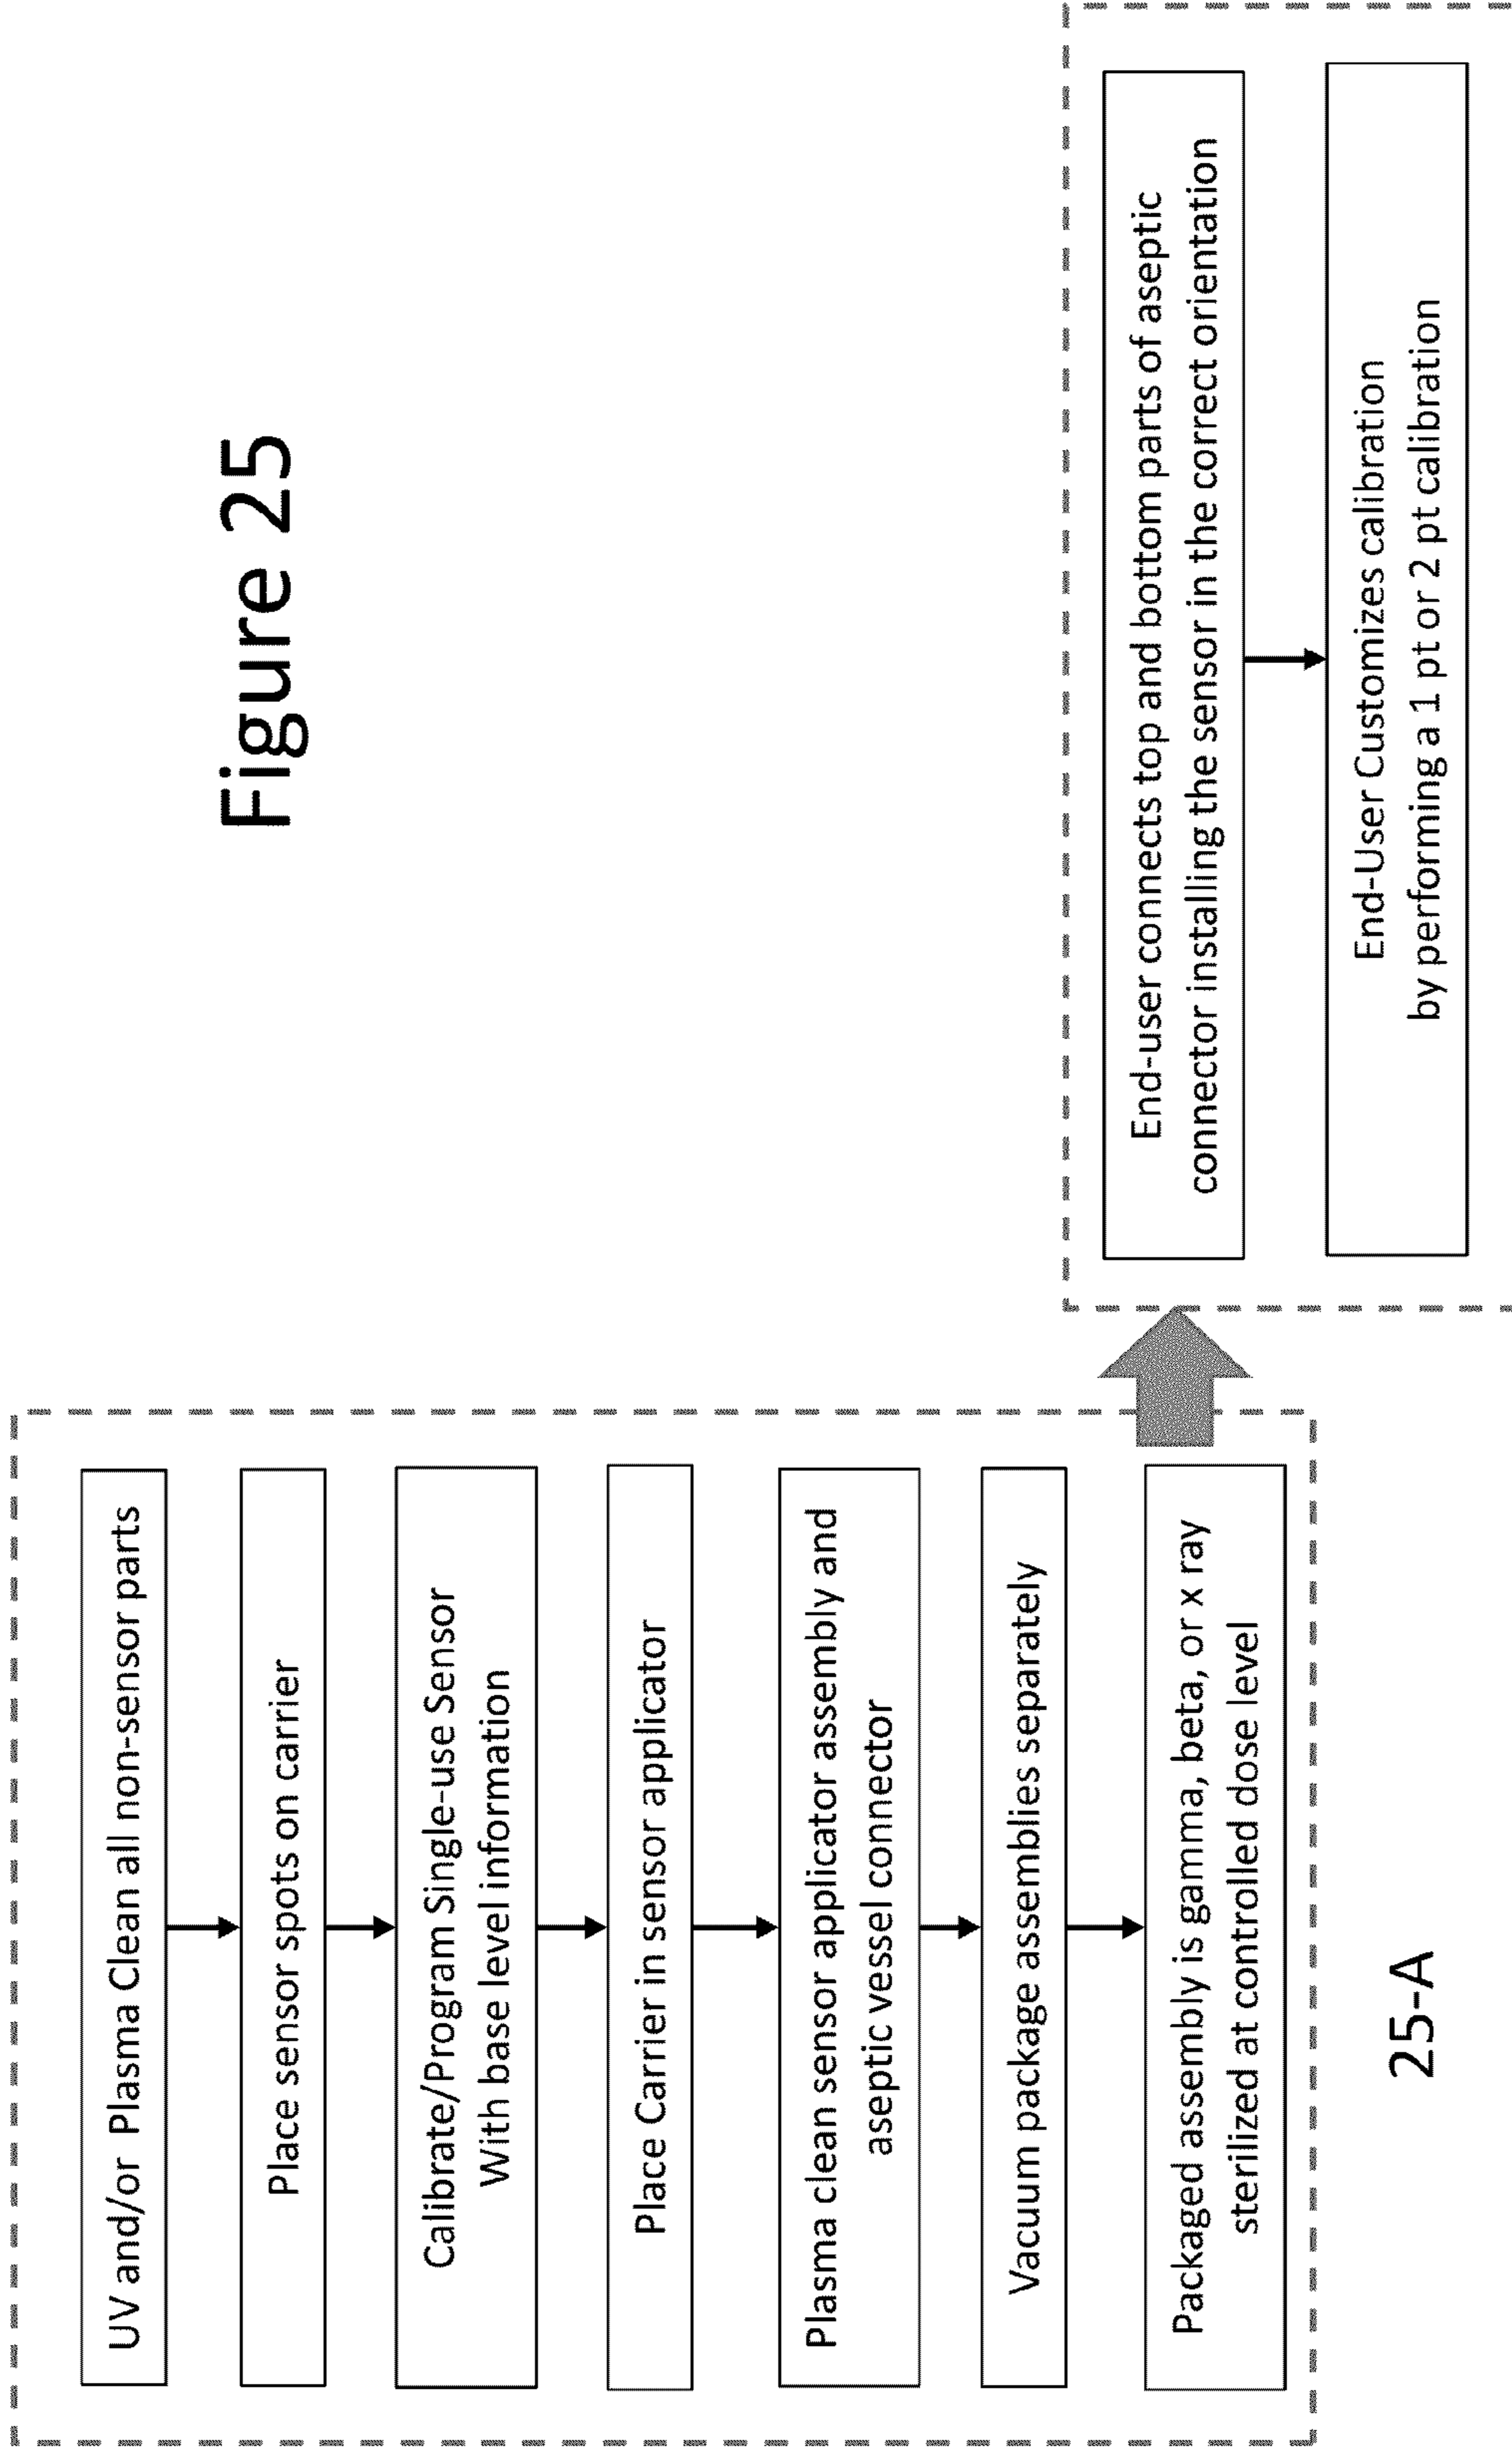 Figure 25
UV and/or Plasma Clean all non-sensor parts
Place sensor spots on carrier
Calibrate/Program Single-use Sensor
With base level information
Place Carrier in sensor applicator
Plasma clean sensor applicator assembly and
aseptic vessel connector
Vacuum package assemblies separately
Packaged assembly is gamma, beta, or x ray
sterilized at controlled dose level
25-A
End-user connects top and bottom parts of aseptic
connector installing the sensor in the correct orientation
End-User Customizes calibration
by performing a 1 pt or 2 pt calibration